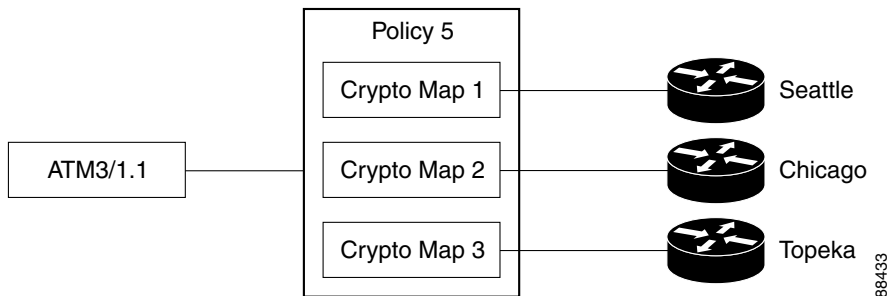 Policy 5
Crypto Map 1
Seattle
ATM3/1.1
Crypto Map 2
Chicago
Crypto Map 3
Topeka
88433